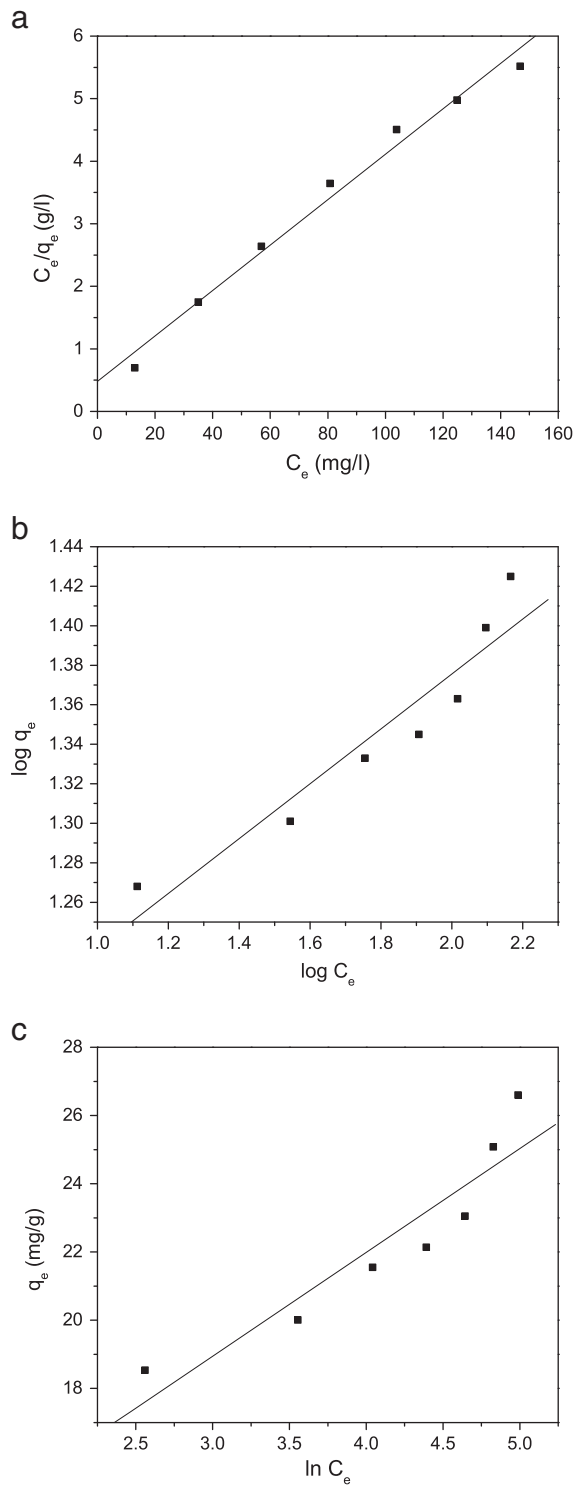 a
6
5
4
3
2
1
0
C_e/q_e (g/l)
0 20 40 60 80 100 120 140 160
C_e (mg/l)
b
1.44
1.42
1.40
1.38
1.36
1.34
1.32
1.30
1.28
1.26
log q_e
1.0 1.2 1.4 1.6 1.8 2.0 2.2
log C_e
c
28
26
24
22
20
18
q_e (mg/g)
2.5 3.0 3.5 4.0 4.5 5.0
ln C_e